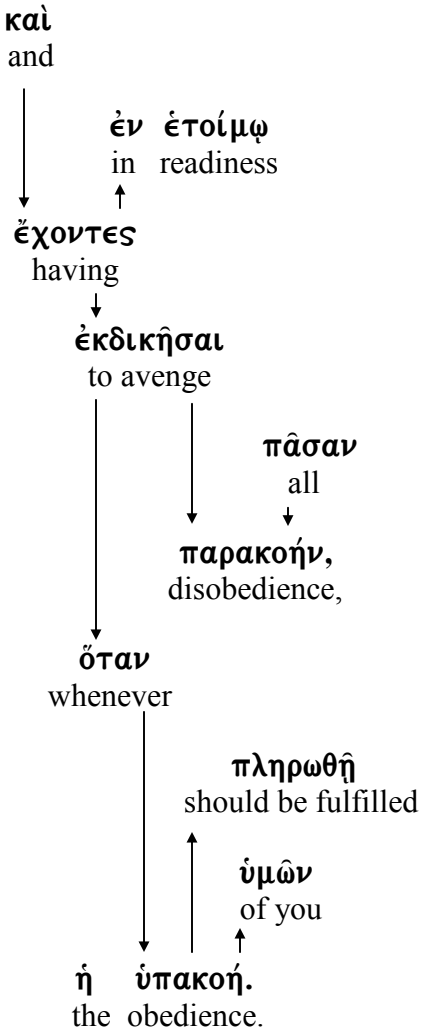 καὶ
and
ἐν ἑτοίμῳ
in readiness
ἔχοντες
having
ἐκδικῆσαι
to avenge
πᾶσαν
all
παρακοήν,
disobedience,
ὅταν
whenever
πληρωθῇ
should be fulfilled
ὑμῶν
of you
ἡ ὑπακοή.
the obedience.